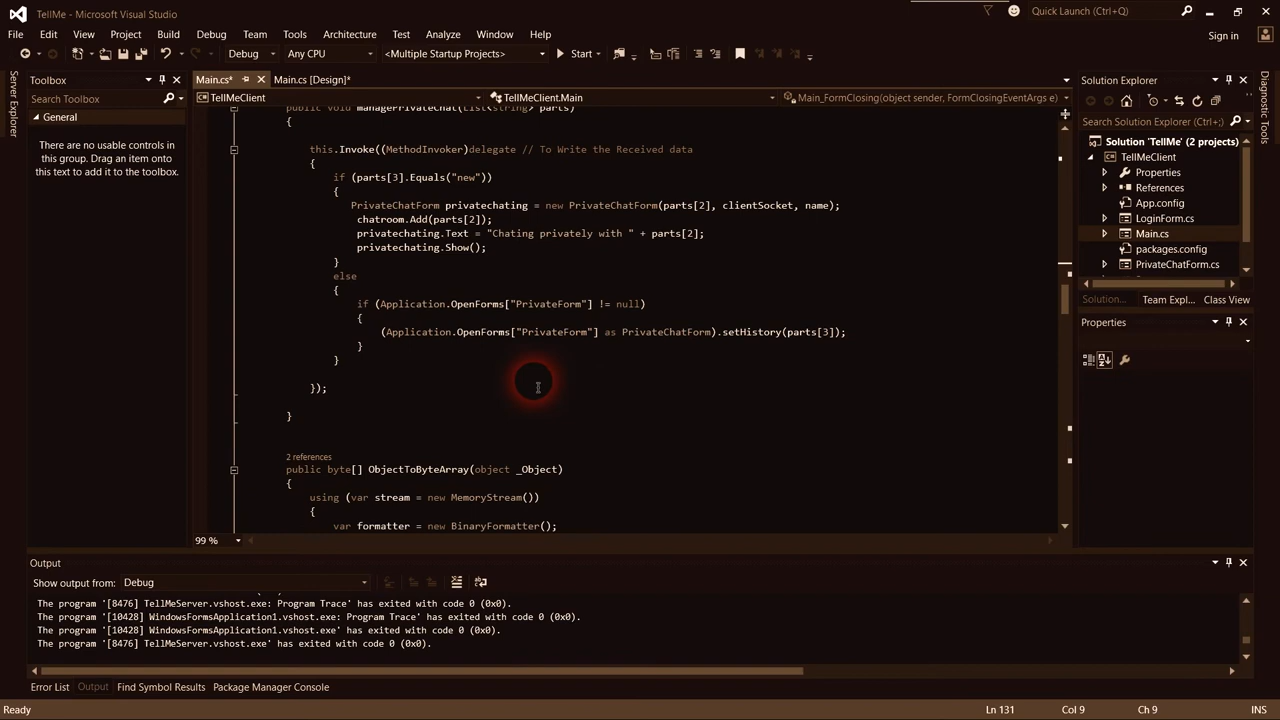 TellMe - Microsoft Visual Studio
Quick Launch (Ctrl+Q)
File Edit View Project Build Debug Team Tools Architecture Test Analyze Window Help
Sign in
Debug Any CPU <Multiple Startup Projects> Start
Server Explorer
Toolbox
Search Toolbox
General
There are no usable controls in
this group. Drag an item onto
this text to add it to the toolbox.
Main.cs* Main.cs [Design]*
TellMeClient TellMeClient.Main Main_FormClosing(object sender, FormClosingEventArgs e)
public void managePrivateChat(List<string> parts)
{
this.Invoke((MethodInvoker)delegate // To Write the Received data
{
if (parts[3].Equals("new"))
{
PrivateChatForm privatechating = new PrivateChatForm(parts[2], clientSocket, name);
chatroom.Add(parts[2]);
privatechating.Text = "Chating privately with " + parts[2];
privatechating.Show();
}
else
{
if (Application.OpenForms["PrivateForm"] != null)
{
(Application.OpenForms["PrivateForm"] as PrivateChatForm).setHistory(parts[3]);
}
}
});
}
2 references
public byte[] ObjectToByteArray(object _Object)
{
using (var stream = new MemoryStream())
{
var formatter = new BinaryFormatter();
99 %
Solution Explorer
Search Solution Explorer (Ctrl+;)
Solution 'TellMe' (2 projects)
TellMeClient
Properties
References
App.config
LoginForm.cs
Main.cs
packages.config
PrivateChatForm.cs
Solution... Team Expl... Class View
Properties
Diagnostic Tools
Output
Show output from: Debug
The program '[8476] TellMeServer.vshost.exe: Program Trace' has exited with code 0 (0x0).
The program '[10428] WindowsFormsApplication1.vshost.exe: Program Trace' has exited with code 0 (0x0).
The program '[10428] WindowsFormsApplication1.vshost.exe' has exited with code 0 (0x0).
The program '[8476] TellMeServer.vshost.exe' has exited with code 0 (0x0).
Error List Output Find Symbol Results Package Manager Console
Ready Ln 131 Col 9 Ch 9 INS